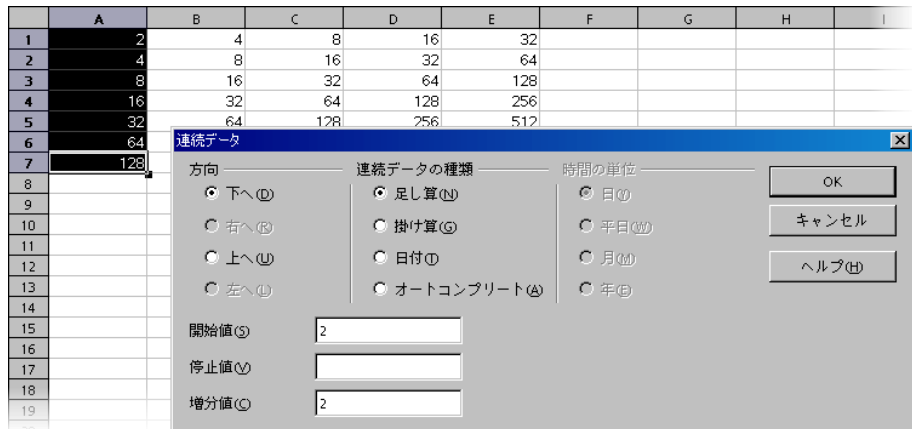 A B C D E F G H I
1 2 4 8 16 32
2 4 8 16 32 64
3 8 16 32 64 128
4 16 32 64 128 256
5 32 64 128 256 512
6 64
7 128
8
9
10
11
12
13
14
15
16
17
18
19
20
連続データ
方向 連続データの種類 時間の単位
下へ(D) 足し算(N) 日(Y) OK
右へ(R) 掛け算(G) 平日(W) キャンセル
上へ(U) 日付(T) 月(M) ヘルプ(H)
左へ(L) オートコンプリート(A) 年(E)
開始値(S) 2
停止値(V)
増分値(C) 2